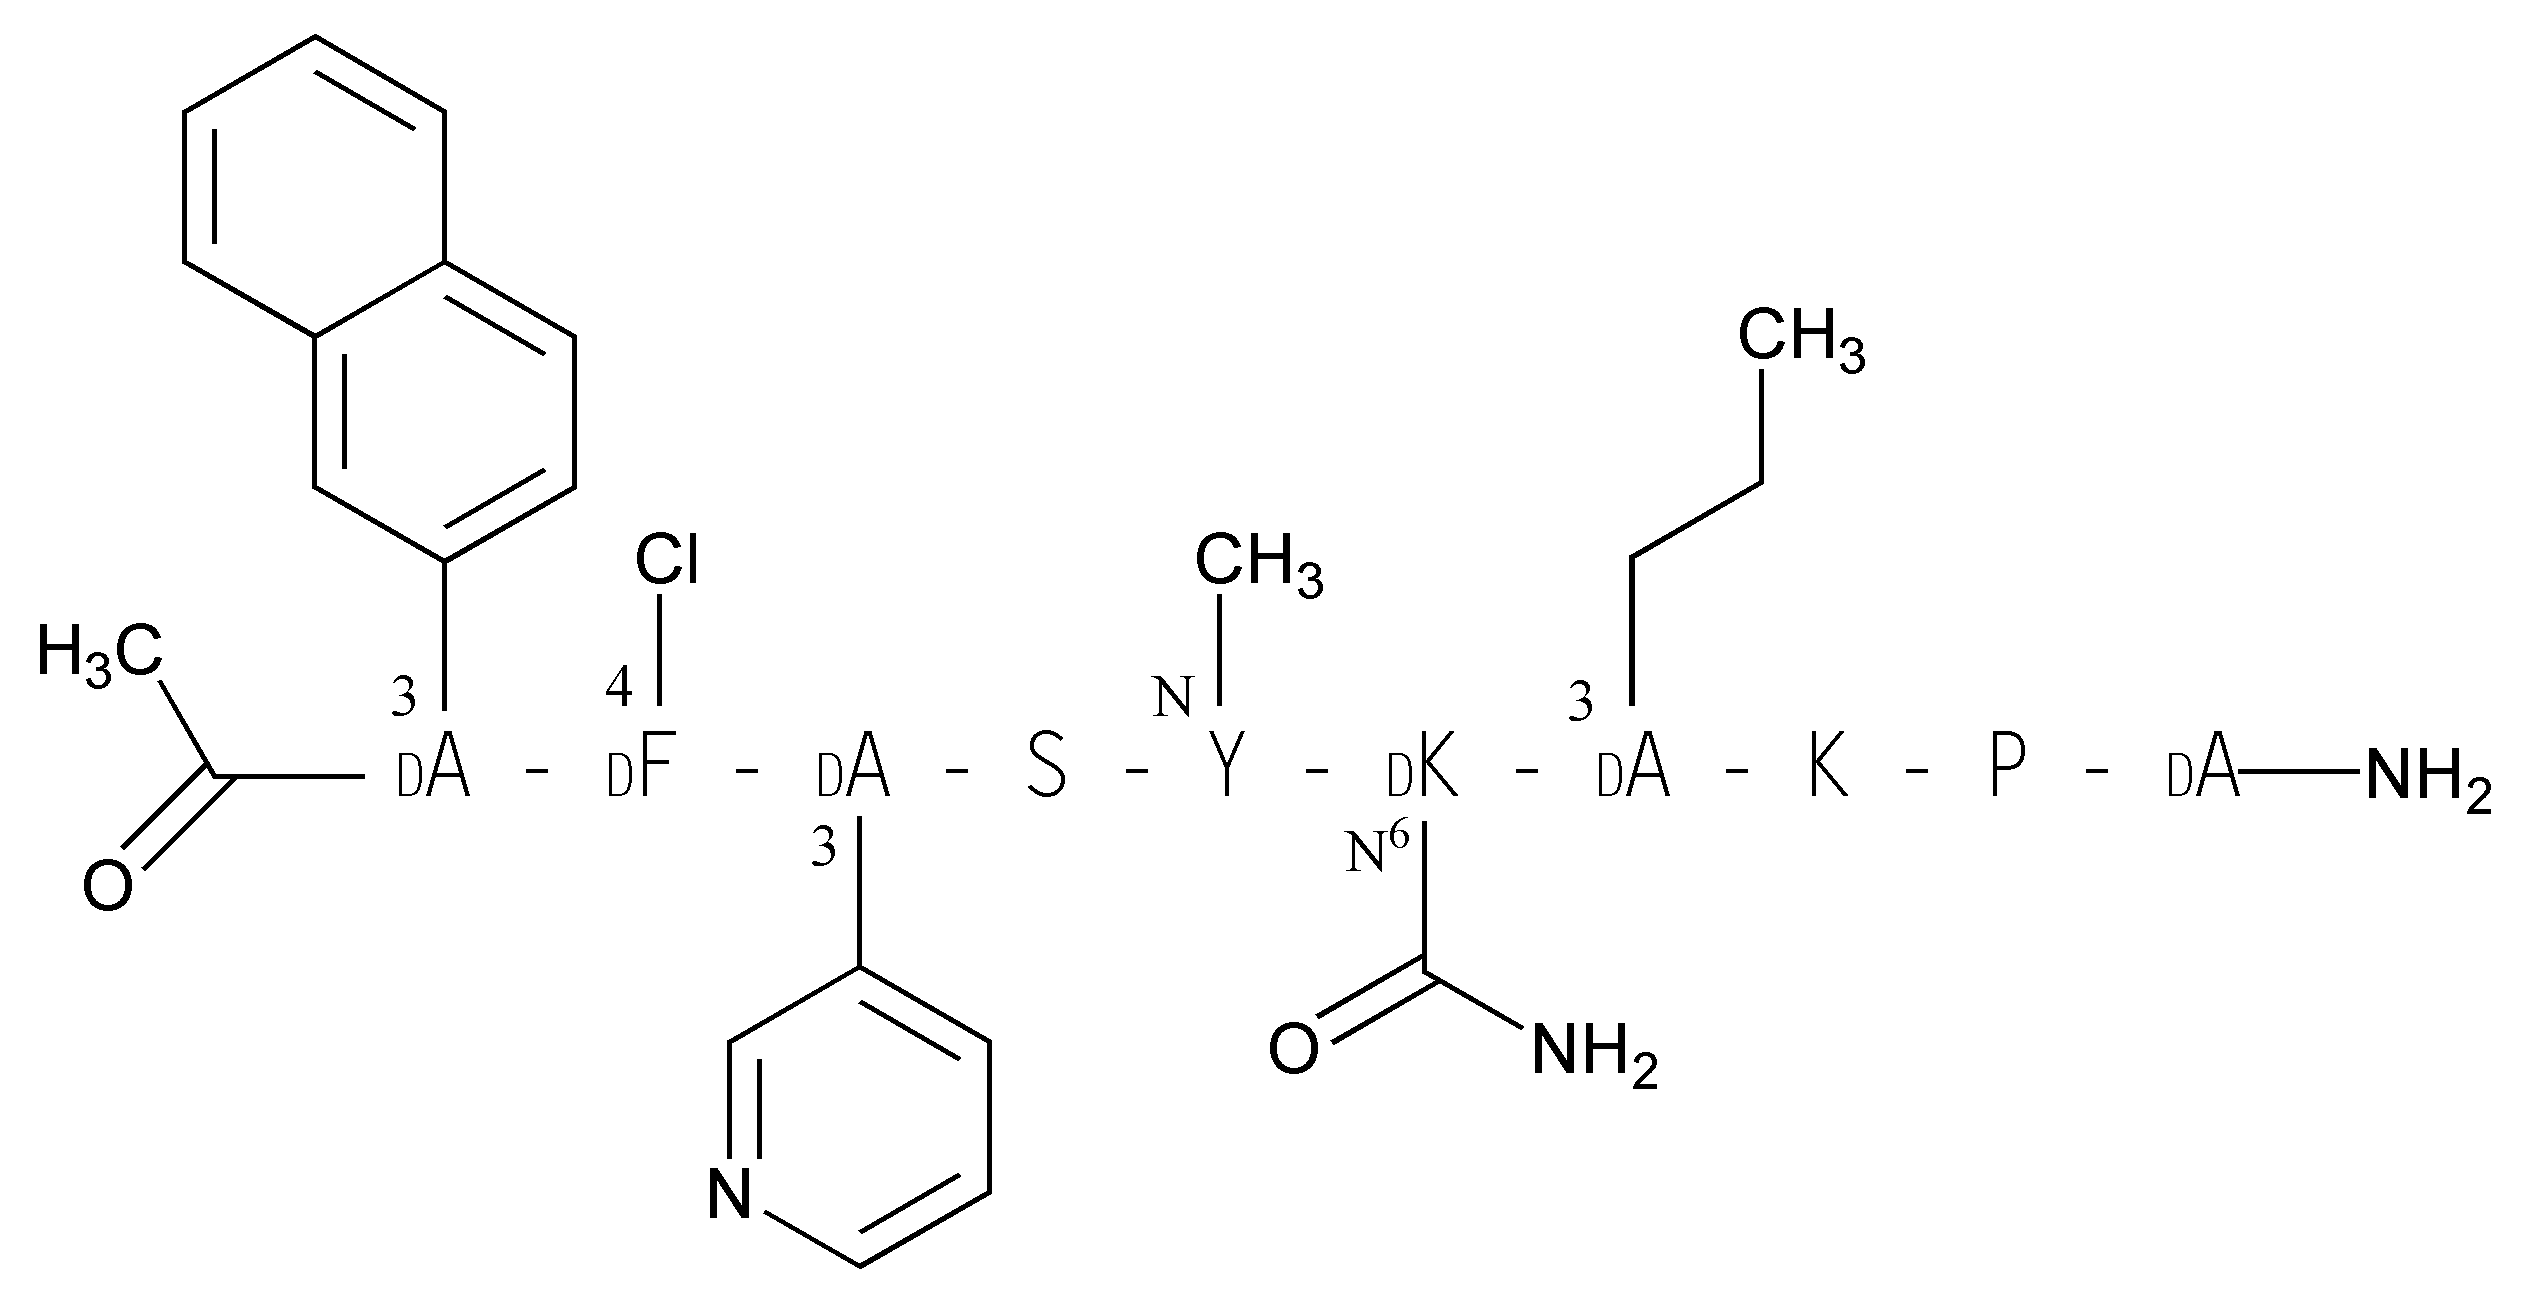 CH₃
Cl
CH₃
H₃C
3
4
N
3
DA - DF - DA - S - Y - DK - DA - K - P - DA NH₂
3
N⁶
O
O
NH₂
N